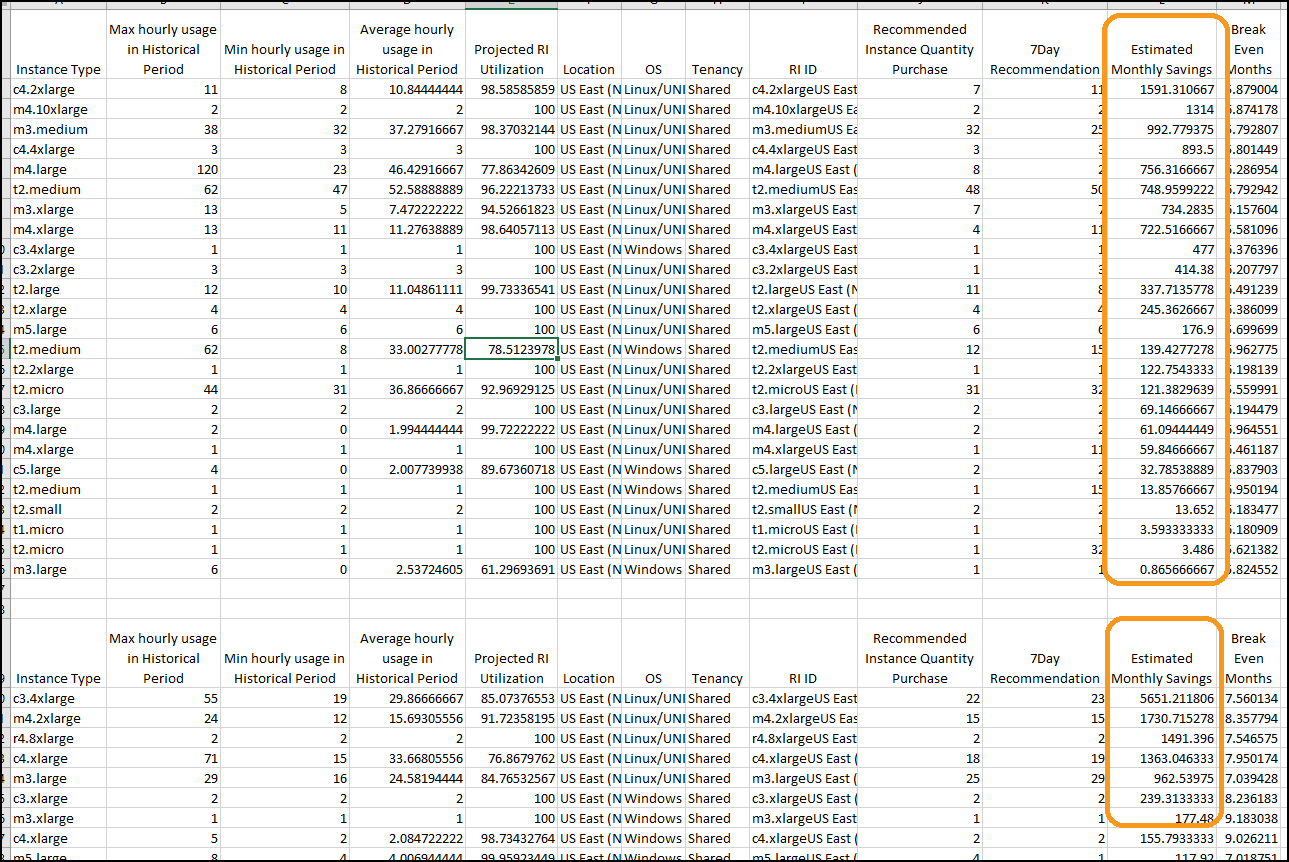 Max hourly usage in Historical Period
Average hourly usage in Historical Period
Recommended Instance Quantity Purchase
Break Even Months
Instance Type Min hourly usage in Historical Period Projected RI Utilization Location OS Tenancy RI ID 7Day Recommendation Estimated Monthly Savings
c4.2xlarge 11 8 10.84444444 98.58585859 US East (N Linux/UNI Shared c4.2xlargeUS East 7 11 1591.310667 .879004
m4.10xlarge 2 2 2 100 US East (N Linux/UNI Shared m4.10xlargeUS Ea 2 2 1314 .874178
m3.medium 38 32 37.27916667 98.37032144 US East (N Linux/UNI Shared m3.mediumUS Ea 32 25 992.779375 .792807
c4.4xlarge 3 3 3 100 US East (N Linux/UNI Shared c4.4xlargeUS East 3 3 893.5 .801449
m4.large 120 23 46.42916667 77.86342609 US East (N Linux/UNI Shared m4.largeUS East ( 8 2 756.3166667 .286954
t2.medium 62 47 52.58888889 96.22213733 US East (N Linux/UNI Shared t2.mediumUS Eas 48 50 748.9599222 .792942
m3.xlarge 13 5 7.472222222 94.52661823 US East (N Linux/UNI Shared m3.xlargeUS East 7 7 734.2835 .157604
m4.xlarge 13 11 11.27638889 98.64057113 US East (N Linux/UNI Shared m4.xlargeUS East 4 11 722.5166667 .581096
c3.4xlarge 1 1 1 100 US East (N Windows Shared c3.4xlargeUS East 1 1 477 .376396
c3.2xlarge 3 3 3 100 US East (N Linux/UNI Shared c3.2xlargeUS East 1 3 414.38 .207797
t2.large 12 10 11.04861111 99.73336541 US East (N Linux/UNI Shared t2.largeUS East (N 11 8 337.7135778 .491239
t2.xlarge 4 4 4 100 US East (N Linux/UNI Shared t2.xlargeUS East ( 4 4 245.3626667 .386099
m5.large 6 6 6 100 US East (N Linux/UNI Shared m5.largeUS East ( 6 6 176.9 .699699
t2.medium 62 8 33.00277778 78.5123978 US East (N Windows Shared t2.mediumUS Eas 12 15 139.4277278 .962775
t2.2xlarge 1 1 1 100 US East (N Linux/UNI Shared t2.2xlargeUS East 1 1 122.7543333 .198139
t2.micro 44 31 36.86666667 92.96929125 US East (N Linux/UNI Shared t2.microUS East ( 31 32 121.3829639 .559991
c3.large 2 2 2 100 US East (N Linux/UNI Shared c3.largeUS East (N 2 2 69.14666667 .194479
m4.large 2 0 1.994444444 99.72222222 US East (N Linux/UNI Shared m4.largeUS East ( 2 2 61.09444449 .964551
m4.xlarge 1 1 1 100 US East (N Linux/UNI Shared m4.xlargeUS East 1 11 59.84666667 .461187
c5.large 4 0 2.007739938 89.67360718 US East (N Windows Shared c5.largeUS East (N 2 2 32.78538889 .837903
t2.medium 1 1 1 100 US East (N Windows Shared t2.mediumUS Eas 1 15 13.85766667 .950194
t2.small 2 2 2 100 US East (N Linux/UNI Shared t2.smallUS East (N 2 2 13.652 .183477
t1.micro 1 1 1 100 US East (N Linux/UNI Shared t1.microUS East ( 1 1 3.593333333 .180909
t2.micro 1 1 1 100 US East (N Linux/UNI Shared t2.microUS East ( 1 32 3.486 .621382
m3.large 6 0 2.53724605 61.29693691 US East (N Windows Shared m3.largeUS East ( 1 1 0.865666667 .824552
Max hourly usage in Historical Period
Average hourly usage in Historical Period
Recommended Instance Quantity Purchase
Break Even Months
Instance Type Min hourly usage in Historical Period Projected RI Utilization Location OS Tenancy RI ID 7Day Recommendation Estimated Monthly Savings
c3.4xlarge 55 19 29.86666667 85.07376553 US East (N Linux/UNI Shared c3.4xlargeUS East 22 23 5651.211806 7.560134
m4.2xlarge 24 12 15.69305556 91.72358195 US East (N Linux/UNI Shared m4.2xlargeUS Eas 15 15 1730.715278 8.357794
r4.8xlarge 2 2 2 100 US East (N Linux/UNI Shared r4.8xlargeUS East 2 2 1491.396 7.546575
c4.xlarge 71 15 33.66805556 76.8679762 US East (N Linux/UNI Shared c4.xlargeUS East ( 18 19 1363.046333 7.950174
m3.large 29 16 24.58194444 84.76532567 US East (N Linux/UNI Shared m3.largeUS East ( 25 29 962.53975 7.039428
c3.xlarge 2 2 2 100 US East (N Windows Shared c3.xlargeUS East ( 2 2 239.3133333 8.236183
m3.xlarge 1 1 1 100 US East (N Windows Shared m3.xlargeUS East 1 1 177.48 9.183038
c4.xlarge 5 2 2.084722222 98.73432764 US East (N Windows Shared c4.xlargeUS East ( 2 2 155.7933333 9.026211
m5.large 8 4 4.006944444 99.95923449 US East (N Linux/UNI Shared m5.largeUS East ( 4 1 117.92 7.018751